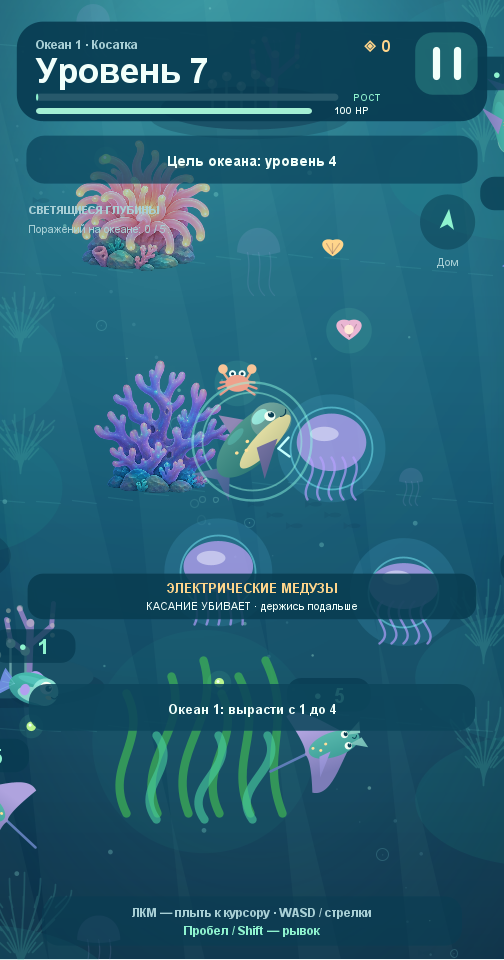 Океан 1 · Косатка
0
Уровень 7
РОСТ
100 HP
Цель океана: уровень 4
СВЕТЯЩИЕСЯ ГЛУБИНЫ
Поражений на океане: 0 / 5
Дом
ЭЛЕКТРИЧЕСКИЕ МЕДУЗЫ
КАСАНИЕ УБИВАЕТ · держись подальше
1
5
Океан 1: вырасти с 1 до 4
5
ЛКМ — плыть к курсору · WASD / стрелки
Пробел / Shift — рывок